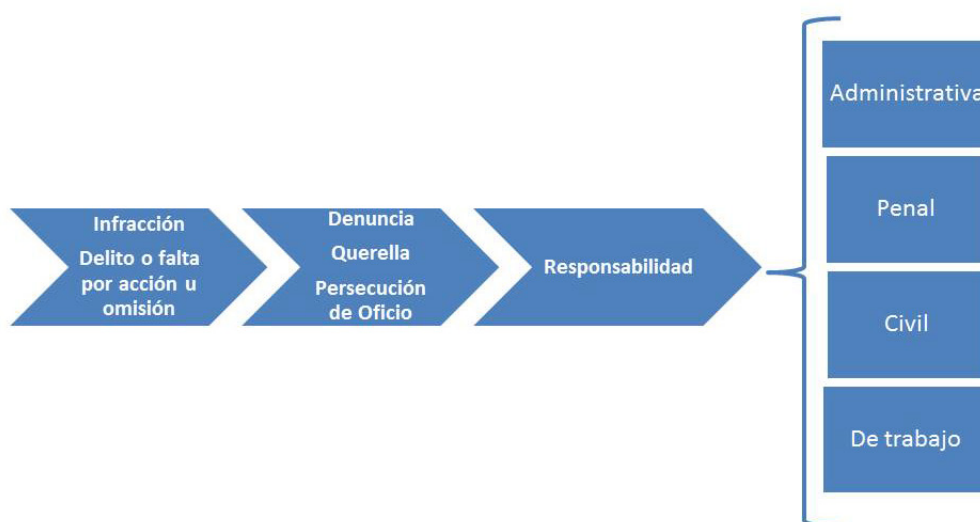 Infracción
Delito o falta
por acción u
omisión
Denuncia
Querella
Persecución
de Oficio
Responsabilidad
Administrativa
Penal
Civil
De trabajo